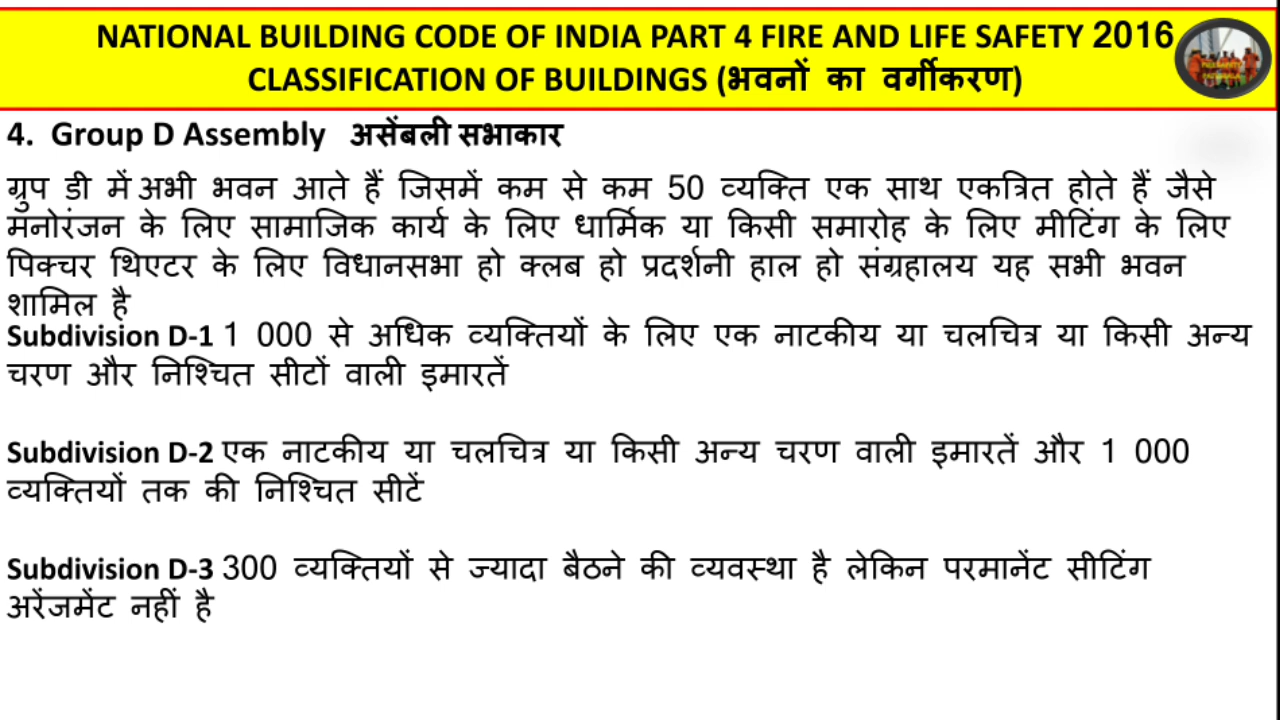 NATIONAL BUILDING CODE OF INDIA PART 4 FIRE AND LIFE SAFETY 2016
CLASSIFICATION OF BUILDINGS (भवनों का वर्गीकरण)
4. Group D Assembly असेंबली सभाकार
ग्रुप डी में अभी भवन आते हैं जिसमें कम से कम 50 व्यक्ति एक साथ एकत्रित होते हैं जैसे
मनोरंजन के लिए सामाजिक कार्य के लिए धार्मिक या किसी समारोह के लिए मीटिंग के लिए
पिक्चर थिएटर के लिए विधानसभा हो क्लब हो प्रदर्शनी हाल हो संग्रहालय यह सभी भवन
शामिल है
Subdivision D-1 1 000 से अधिक व्यक्तियों के लिए एक नाटकीय या चलचित्र या किसी अन्य
चरण और निश्चित सीटों वाली इमारतें
Subdivision D-2 एक नाटकीय या चलचित्र या किसी अन्य चरण वाली इमारतें और 1 000
व्यक्तियों तक की निश्चित सीटें
Subdivision D-3 300 व्यक्तियों से ज्यादा बैठने की व्यवस्था है लेकिन परमानेंट सीटिंग
अरेंजमेंट नहीं है